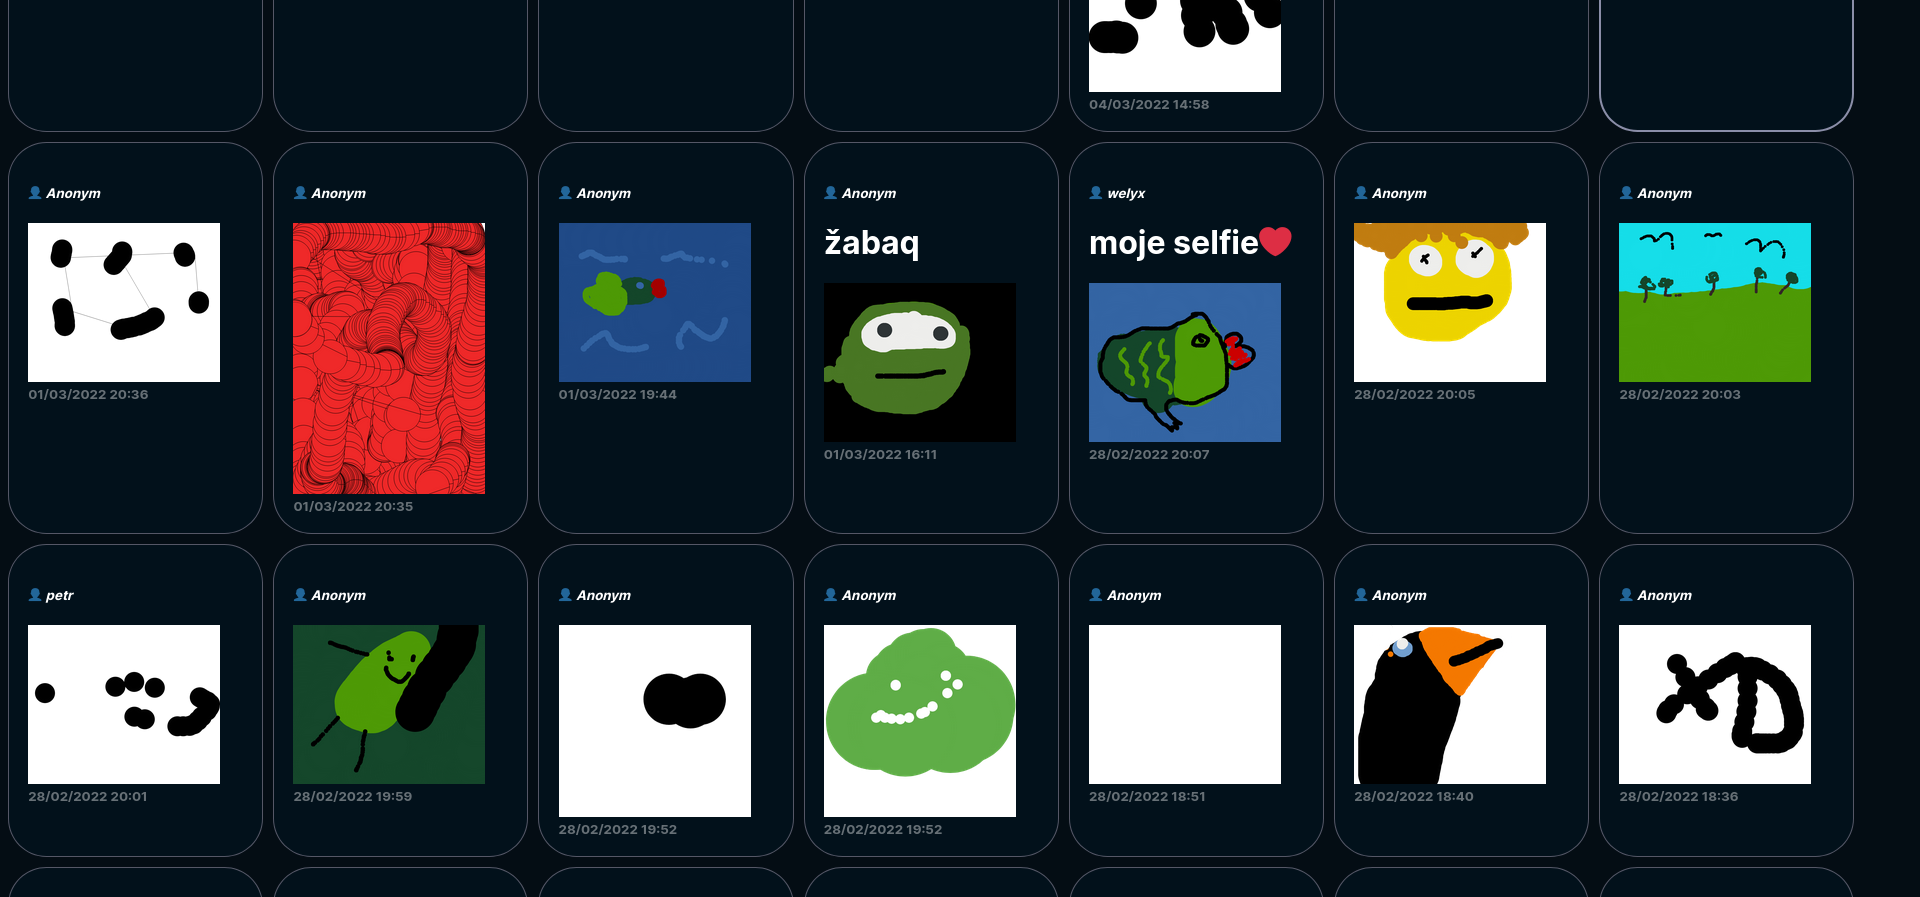 04/03/2022 14:58
👤 Anonym
01/03/2022 20:36
👤 Anonym
01/03/2022 20:35
👤 Anonym
01/03/2022 19:44
👤 Anonym
žabaq
01/03/2022 16:11
👤 welyx
moje selfie❤️
28/02/2022 20:07
👤 Anonym
28/02/2022 20:05
👤 Anonym
28/02/2022 20:03
👤 petr
28/02/2022 20:01
👤 Anonym
28/02/2022 19:59
👤 Anonym
28/02/2022 19:52
👤 Anonym
28/02/2022 19:52
👤 Anonym
28/02/2022 18:51
👤 Anonym
28/02/2022 18:40
👤 Anonym
XD
28/02/2022 18:36